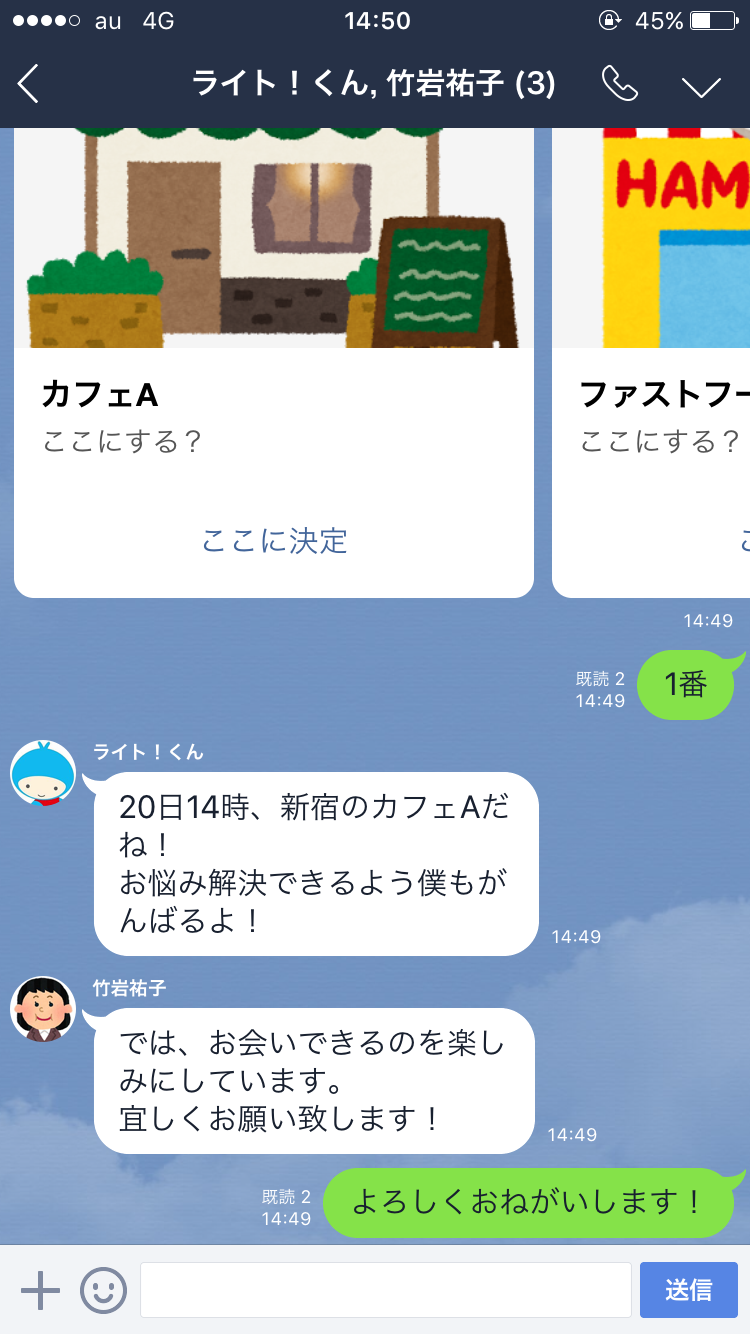 au 4G 14:50 45%
ライト！くん, 竹岩祐子 (3)
HAM
カフェA
ここにする？
ここに決定
ファストフー
ここにする？
14:49
既読 2
14:49
1番
ライト！くん
20日14時、新宿のカフェAだ
ね！
お悩み解決できるよう僕もが
んばるよ！
14:49
竹岩祐子
では、お会いできるのを楽し
みにしています。
宜しくお願い致します！
14:49
既読 2
14:49
よろしくおねがいします！
送信